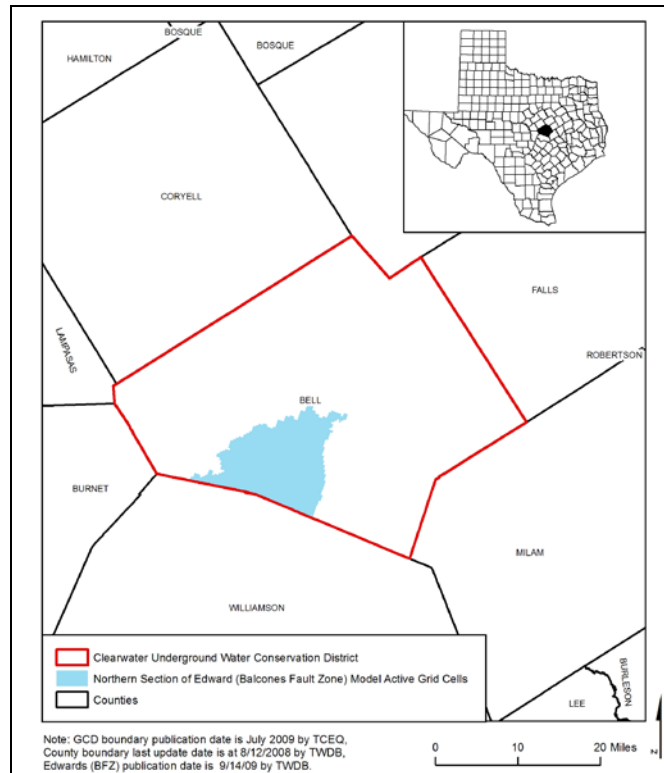 BOSQUE
HAMILTON
BOSQUE
CORYELL
FALLS
LAMPASAS
ROBERTSON
BELL
BURNET
MILAM
WILLIAMSON
Clearwater Underground Water Conservation District
Northern Section of Edward (Balcones Fault Zone) Model Active Grid Cells
Counties
BURLESON
LEE
Note: GCD boundary publication date is July 2009 by TCEQ,
County boundary last update date is at 8/12/2008 by TWDB,
Edwards (BFZ) publication date is 9/14/09 by TWDB.
0 10 20 Miles
N